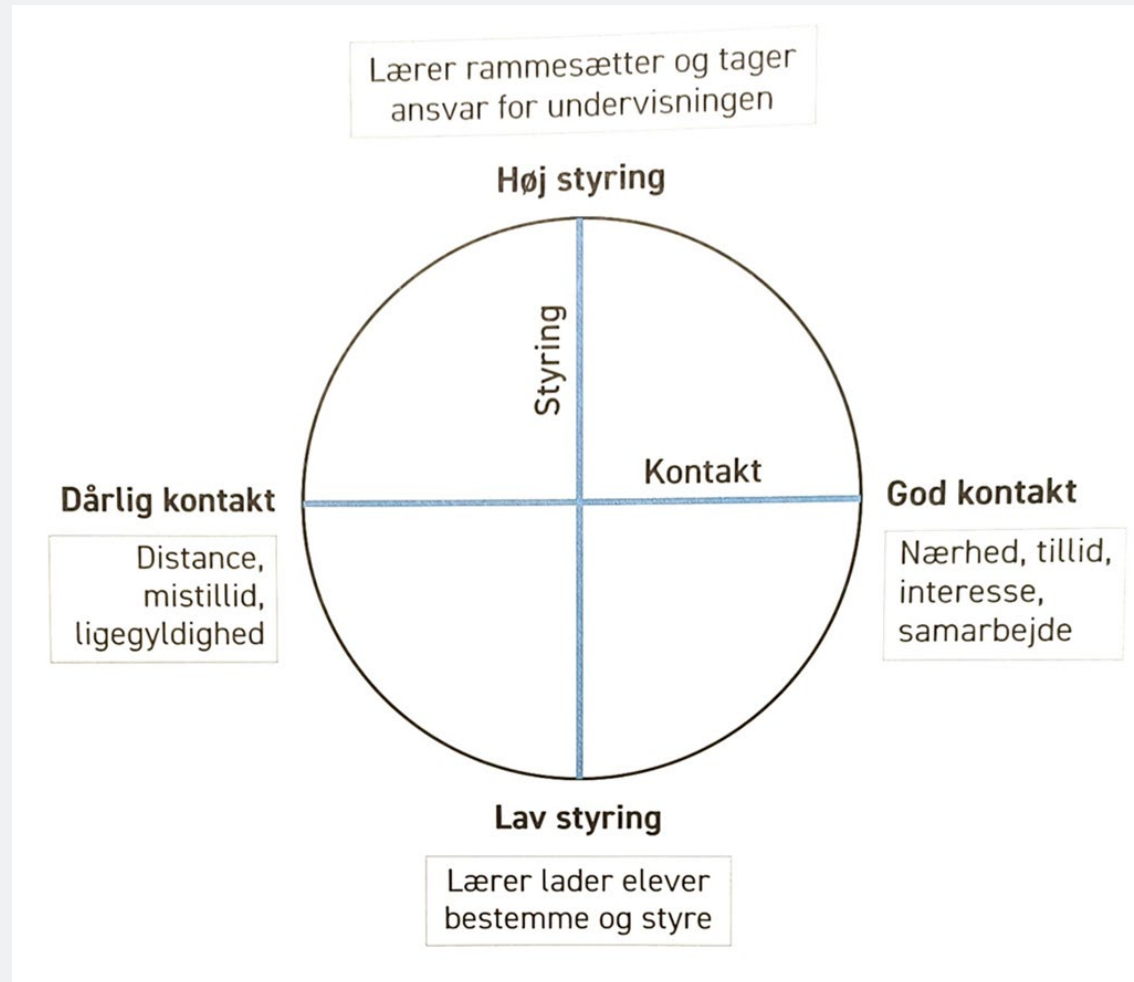 Lærer rammesætter og tager
ansvar for undervisningen
Høj styring
Styring
Kontakt
Dårlig kontakt
God kontakt
Distance,
mistillid,
ligegyldighed
Nærhed, tillid,
interesse,
samarbejde
Lav styring
Lærer lader elever
bestemme og styre